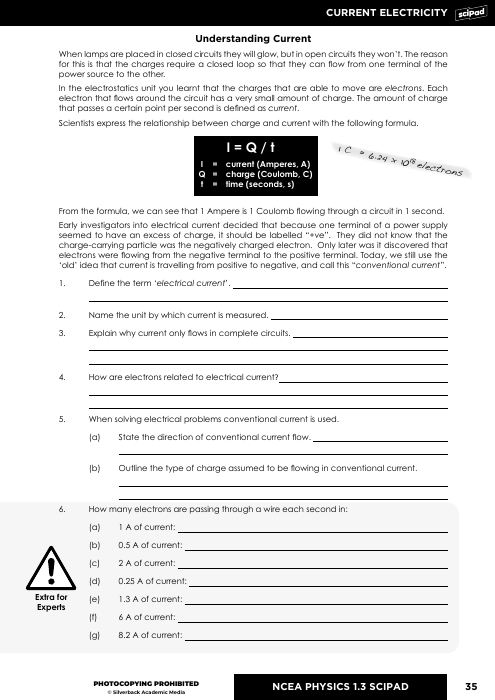 CURRENT ELECTRICITY scipad
Understanding Current
When lamps are placed in closed circuits they will glow, but in open circuits they won't. The reason
for this is that the charges require a closed loop so that they can flow from one terminal of the
power source to the other.
In the electrostatics unit you learnt that the charges that are able to move are electrons. Each
electron that flows around the circuit has a very small amount of charge. The amount of charge
that passes a certain point per second is defined as current.
Scientists express the relationship between charge and current with the following formula.
I = Q / t
I = current (Amperes, A)
Q = charge (Coulomb, C)
t = time (seconds, s)
1 C = 6.24 x 10¹⁸ electrons
From the formula, we can see that 1 Ampere is 1 Coulomb flowing through a circuit in 1 second.
Early investigators into electrical current decided that because one terminal of a power supply
seemed to have an excess of charge, it should be labelled "+ve". They did not know that the
charge-carrying particle was the negatively charged electron. Only later was it discovered that
electrons were flowing from the negative terminal to the positive terminal. Today, we still use the
'old' idea that current is travelling from positive to negative, and call this "conventional current".
1. Define the term 'electrical current'.
2. Name the unit by which current is measured.
3. Explain why current only flows in complete circuits.
4. How are electrons related to electrical current?
5. When solving electrical problems conventional current is used.
(a) State the direction of conventional current flow.
(b) Outline the type of charge assumed to be flowing in conventional current.
6. How many electrons are passing through a wire each second in:
(a) 1 A of current:
(b) 0.5 A of current:
(c) 2 A of current:
(d) 0.25 A of current:
(e) 1.3 A of current:
(f) 6 A of current:
(g) 8.2 A of current:
Extra for
Experts
PHOTOCOPYING PROHIBITED
© Silverback Academic Media
NCEA PHYSICS 1.3 SCIPAD
35